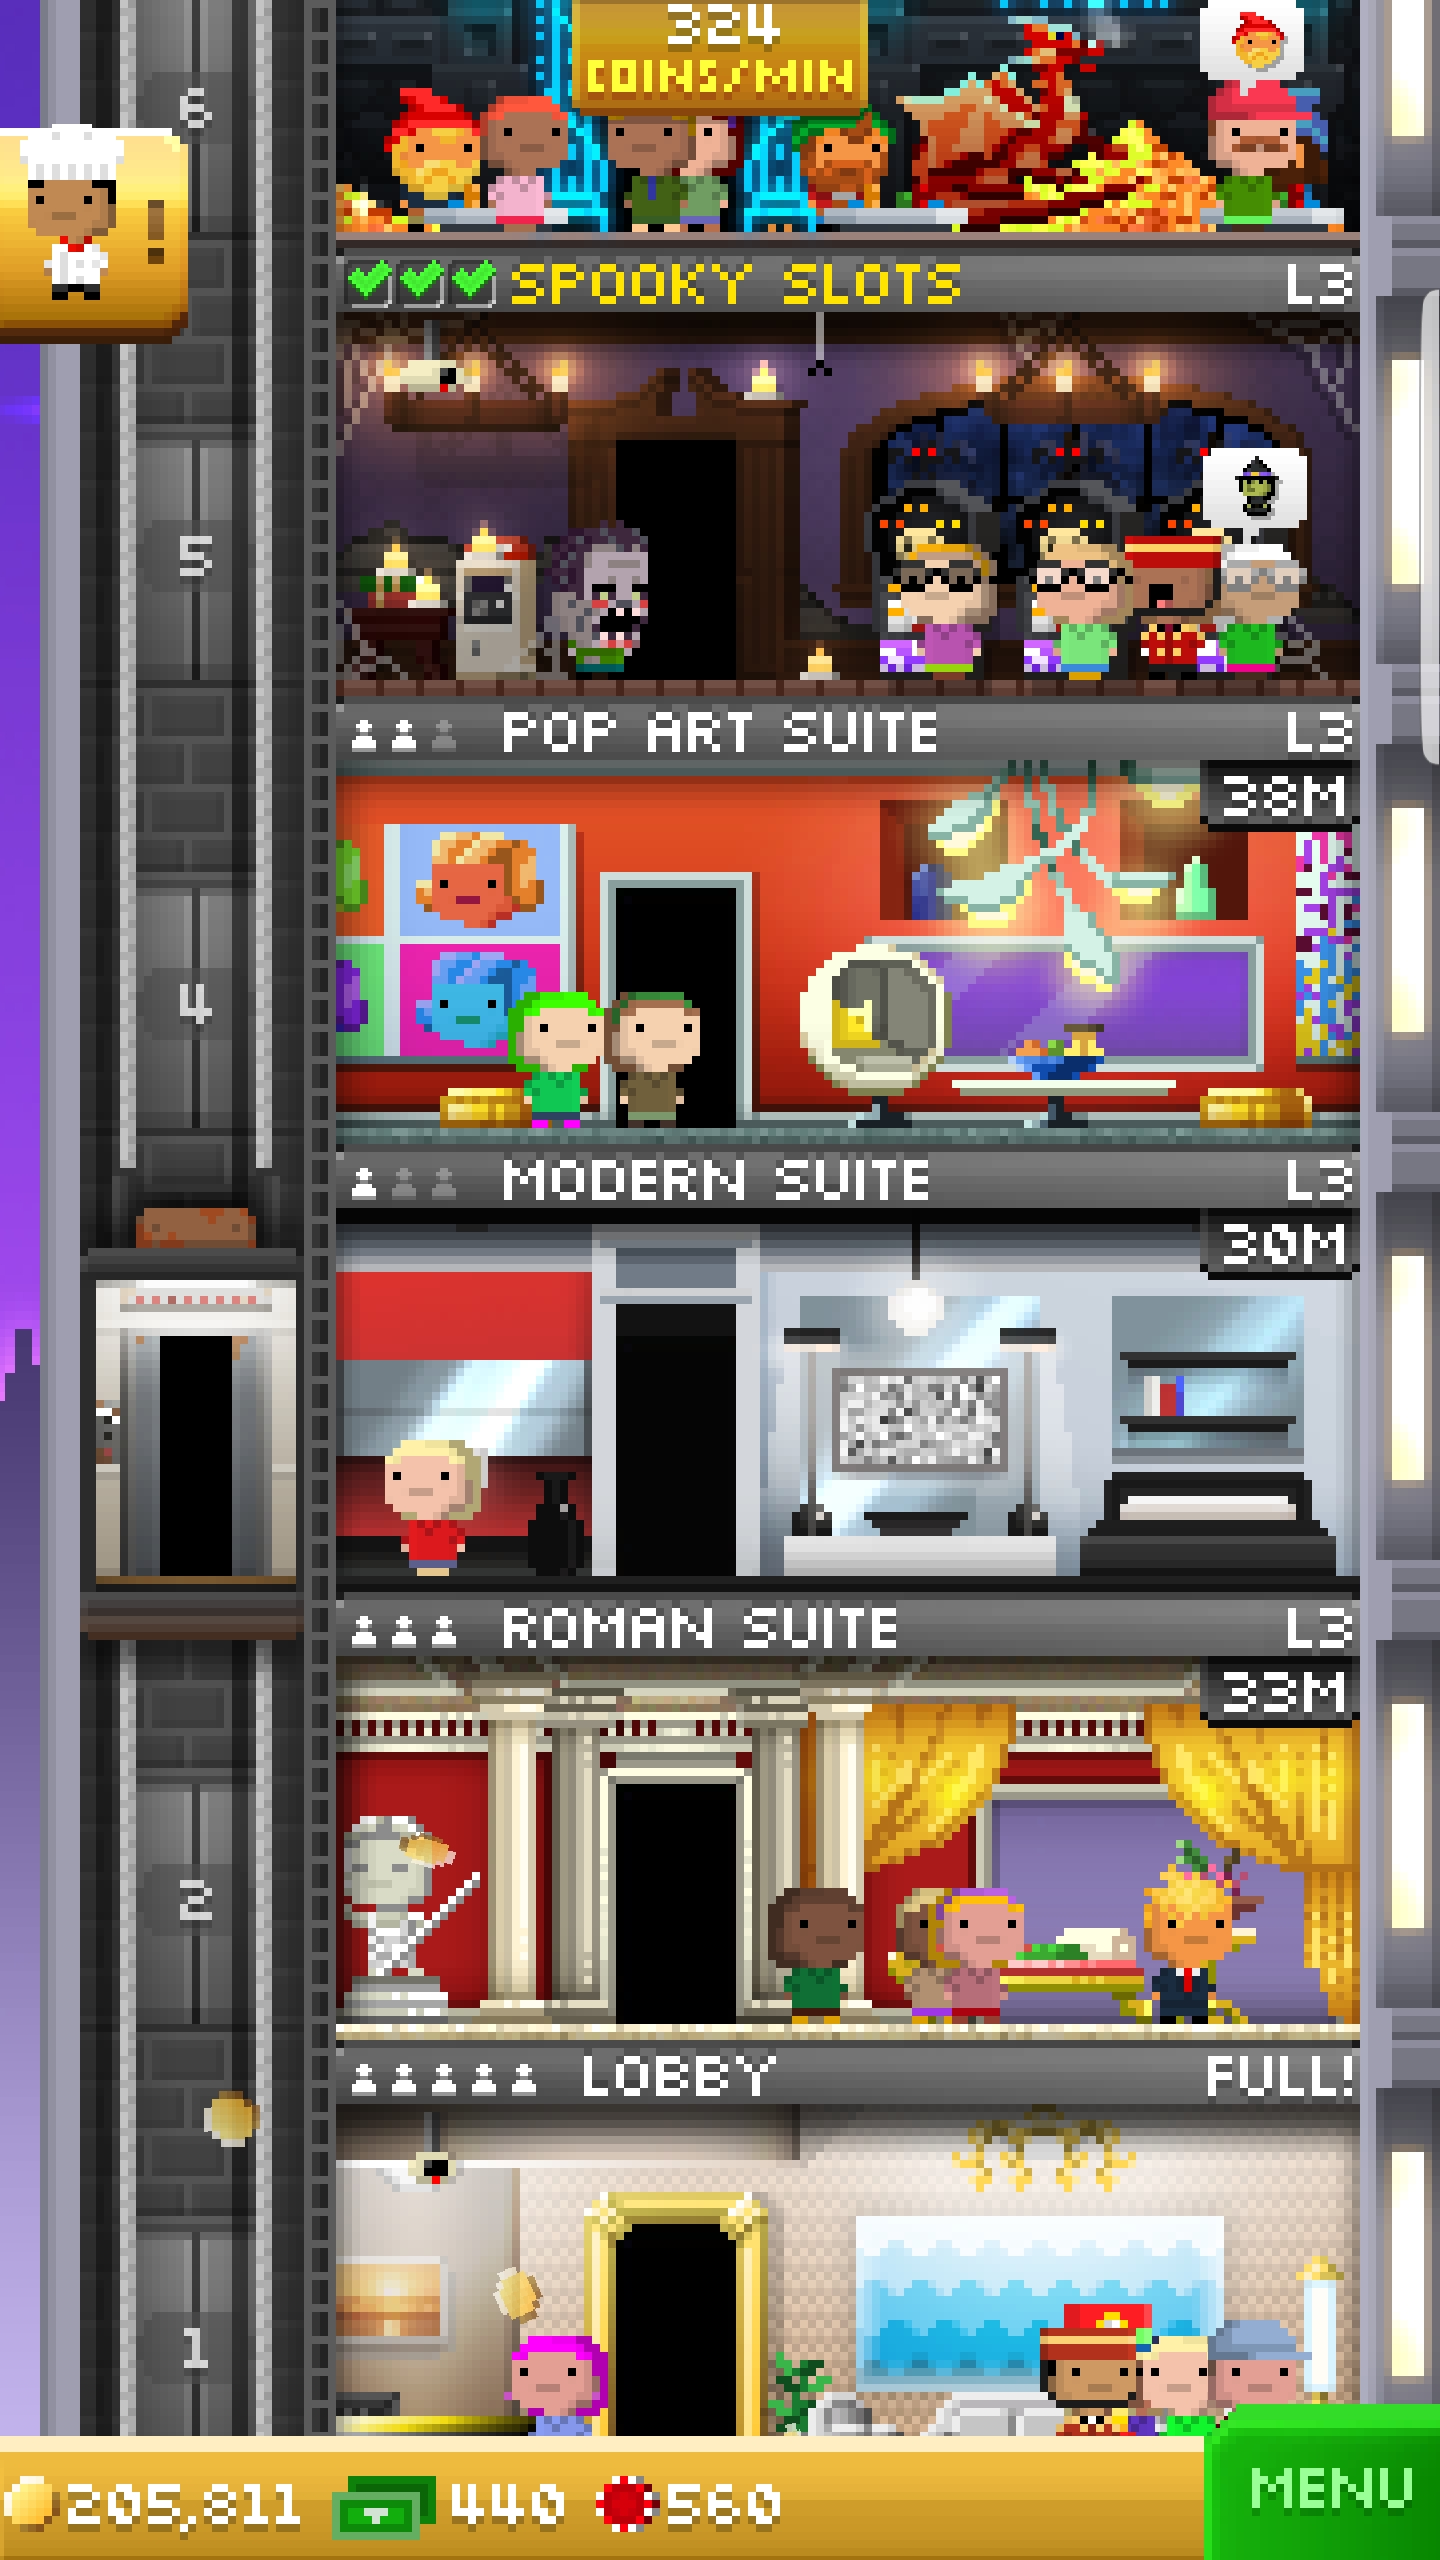 324
COINS/MIN
6
!
SPOOKY SLOTS L3
5
POP ART SUITE L3
38M
4
MODERN SUITE L3
30M
ROMAN SUITE L3
33M
2
LOBBY FULL!
1
205,811 440 560 MENU